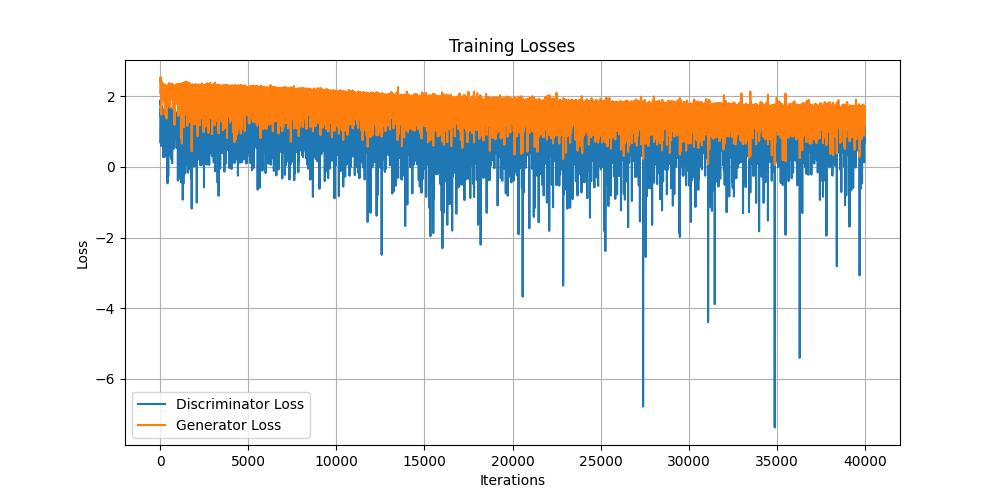 Training Losses
2
0
−2
−4
−6
Loss
Discriminator Loss
Generator Loss
0 5000 10000 15000 20000 25000 30000 35000 40000
Iterations